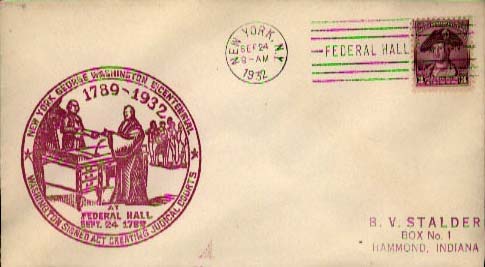 NEW YORK GEORGE WASHINGTON BICENTENNIAL
1789-1932
AT
FEDERAL HALL
SEPT. 24 1789
WASHINGTON SIGNED ACT CREATING JUDICAL COURTS
NEW YORK, N.Y.
SEP 24
9-AM
1932
FEDERAL HALL
B. V. STALDER
BOX No. 1
HAMMOND, INDIANA